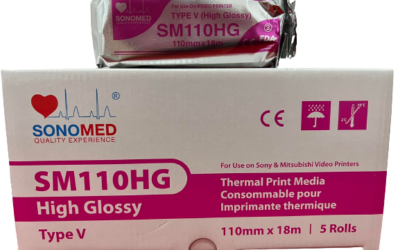 TYPE V (High Glossy)
SM110HG
110mm x 18m
®
SONOMED
QUALITY EXPERIENCE
CE
For Use on Sony & Mitsubishi Video Printers
SM110HG
High Glossy
Type V
Thermal Print Media
Consommable pour
Imprimante thermique
110mm x 18m | 5 Rolls